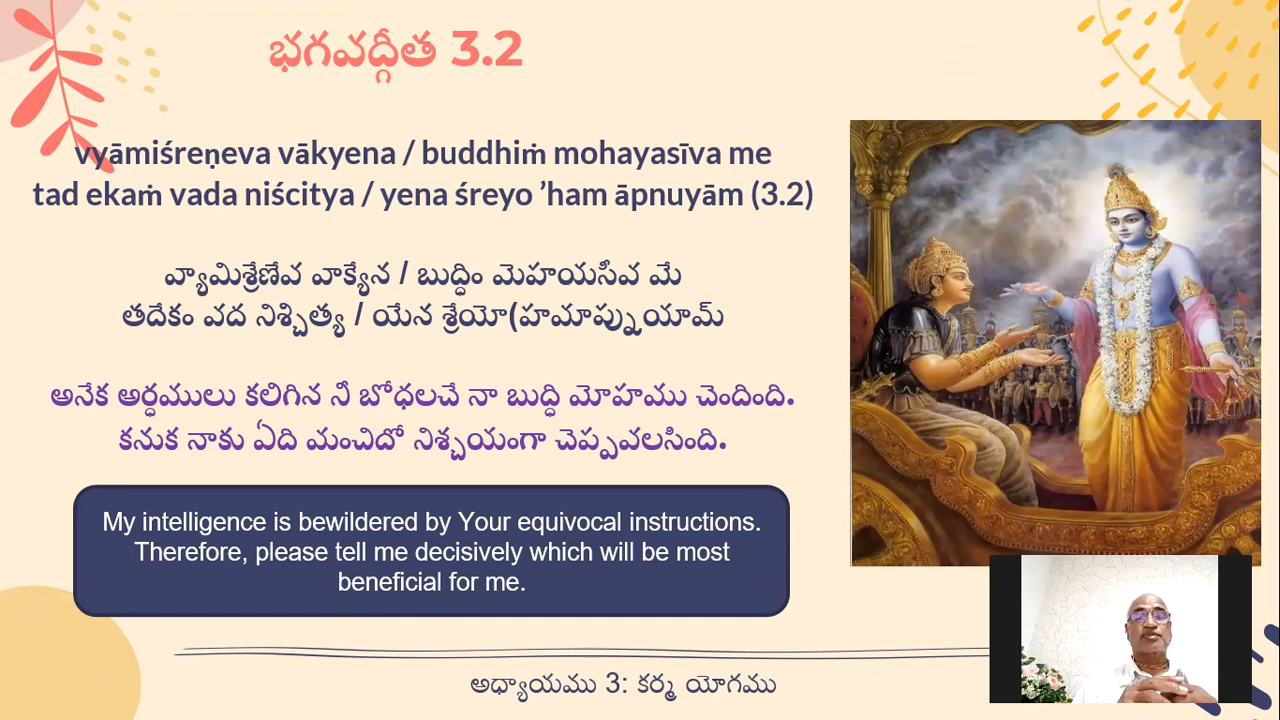 భగవద్గీత 3.2
vyāmiśreṇeva vākyena / buddhiṁ mohayasīva me
tad ekaṁ vada niścitya / yena śreyo ’ham āpnuyām (3.2)
వ్యామిశ్రేణేవ వాక్యేన / బుద్ధిం మెహయసీవ మే
తదేకం వద నిశ్చిత్య / యేన శ్రేయో(హమాప్నుయామ్
అనేక అర్ధములు కలిగిన నీ బోధలచే నా బుద్ధి మోహము చెందింది.
కనుక నాకు ఏది మంచిదో నిశ్చయంగా చెప్పవలసింది.
My intelligence is bewildered by Your equivocal instructions.
Therefore, please tell me decisively which will be most
beneficial for me.
అధ్యాయము 3: కర్మ యోగము